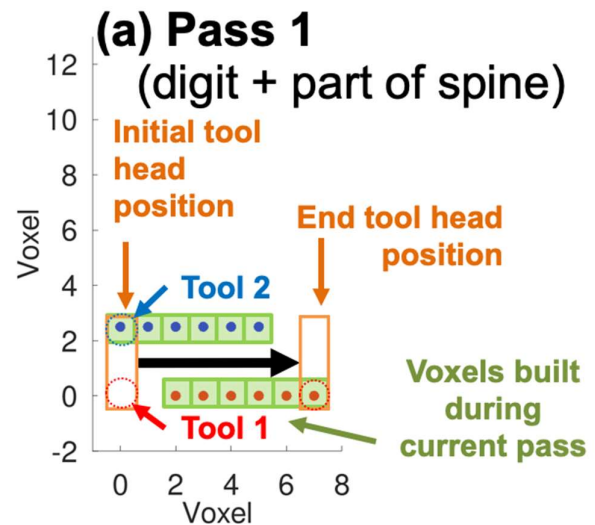 (a) Pass 1
(digit + part of spine)
12
10
8
6
4
2
0
-2
Voxel
Initial tool
head
position
End tool head
position
Tool 2
Tool 1
Voxels built
during
current pass
0 2 4 6 8
Voxel